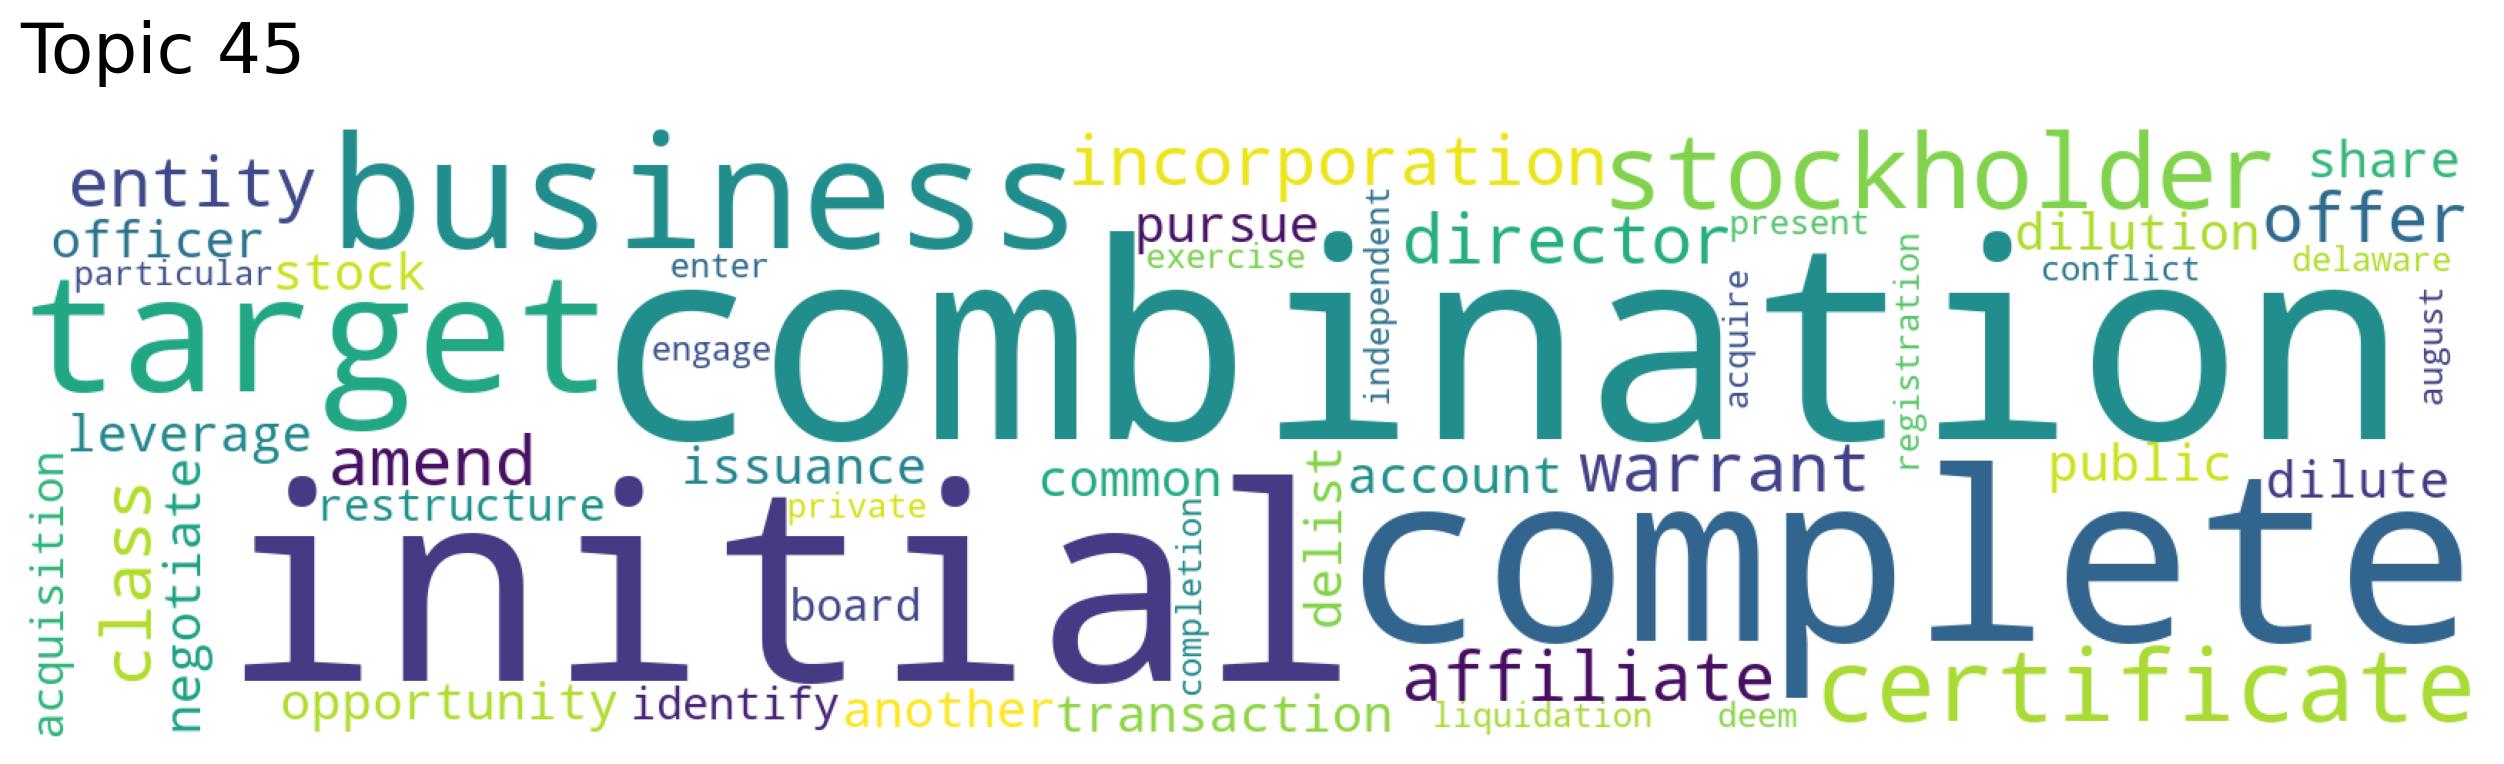 Topic 45
entity
business
incorporation
stockholder
share
officer
pursue
independent
director
present
dilution
offer
particular
stock
enter
exercise
conflict
delaware
target
combination
engage
acquire
registration
august
leverage
amend
issuance
common
account
warrant
public
dilute
acquisition
class
negotiate
restructure
private
delist
initial
complete
board
completion
affiliate
certificate
opportunity
identify
another
transaction
liquidation
deem